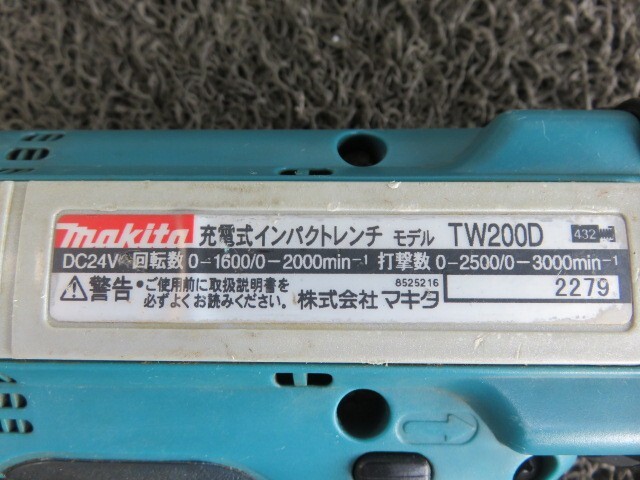 makita 充電式インパクトレンチ モデル TW200D 432
DC24V 回転数 0-1600/0-2000min-1 打撃数 0-2500/0-3000min-1
⚠警告・ご使用前に取扱説明書を
必ずよくお読みください。 株式会社 マキタ
8525216
2279